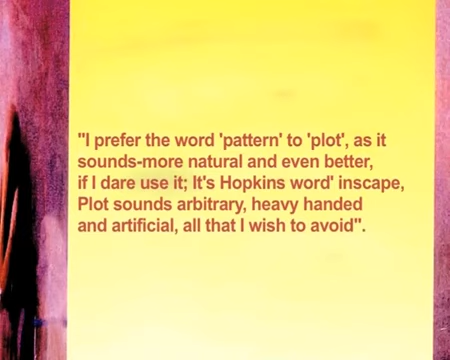 "I prefer the word 'pattern' to 'plot', as it
sounds-more natural and even better,
if I dare use it; It's Hopkins word' inscape,
Plot sounds arbitrary, heavy handed
and artificial, all that I wish to avoid".